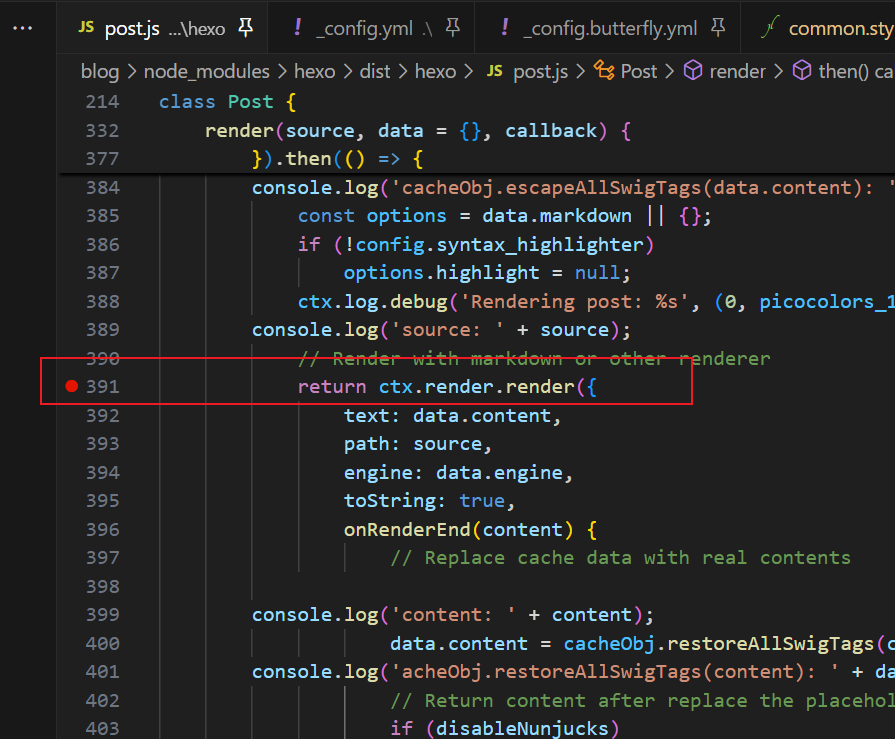 ··· JS post.js ...\hexo ! _config.yml .\ ! _config.butterfly.yml common.sty
blog > node_modules > hexo > dist > hexo > JS post.js > Post > render > then() ca
214 class Post {
332 render(source, data = {}, callback) {
377 }).then(() => {
384 console.log('cacheObj.escapeAllSwigTags(data.content): '
385 const options = data.markdown || {};
386 if (!config.syntax_highlighter)
387 options.highlight = null;
388 ctx.log.debug('Rendering post: %s', (0, picocolors_1
389 console.log('source: ' + source);
390 // Render with markdown or other renderer
391 return ctx.render.render({
392 text: data.content,
393 path: source,
394 engine: data.engine,
395 toString: true,
396 onRenderEnd(content) {
397 // Replace cache data with real contents
398
399 console.log('content: ' + content);
400 data.content = cacheObj.restoreAllSwigTags(c
401 console.log('acheObj.restoreAllSwigTags(content): ' + da
402 // Return content after replace the placehol
403 if (disableNunjucks)